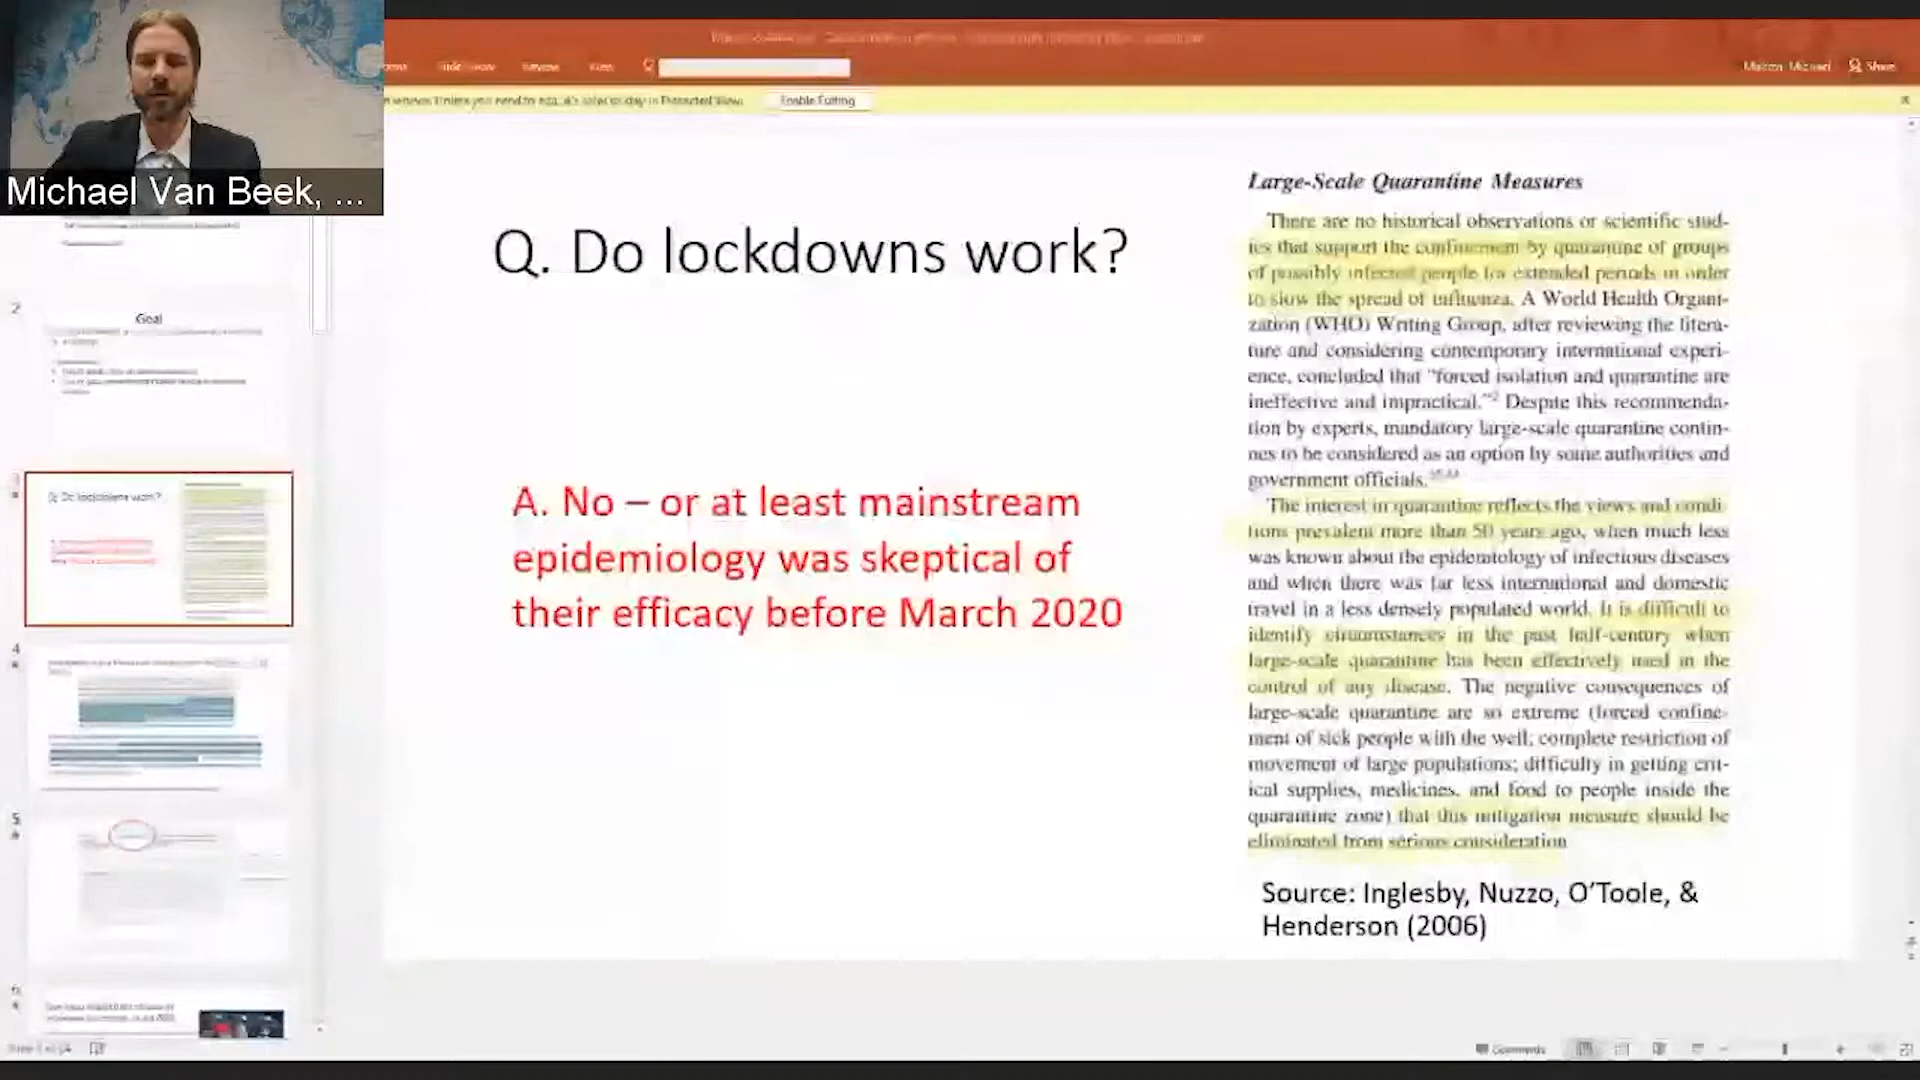 Michael Van Beek, ...
Review
View
Share
Enable Editing
2
Goal
Q. Do lockdowns work?
4
5
6
Q. Do lockdowns work?
A. No – or at least mainstream
epidemiology was skeptical of
their efficacy before March 2020
Large-Scale Quarantine Measures
There are no historical observations or scientific stud-
ies that support the confinement by quarantine of groups
of possibly infected people for extended periods in order
to slow the spread of influenza. A World Health Organi-
zation (WHO) Writing Group, after reviewing the litera-
ture and considering contemporary international experi-
ence, concluded that “forced isolation and quarantine are
ineffective and impractical.”2 Despite this recommenda-
tion by experts, mandatory large-scale quarantine contin-
ues to be considered as an option by some authorities and
government officials.
The interest in quarantine reflects the views and condi-
tions prevalent more than 50 years ago, when much less
was known about the epidemiology of infectious diseases
and when there was far less international and domestic
travel in a less densely populated world. It is difficult to
identify circumstances in the past half-century when
large-scale quarantine has been effectively used in the
control of any disease. The negative consequences of
large-scale quarantine are so extreme (forced confine-
ment of sick people with the well; complete restriction of
movement of large populations; difficulty in getting crit-
ical supplies, medicines, and food to people inside the
quarantine zone) that this mitigation measure should be
eliminated from serious consideration
Source: Inglesby, Nuzzo, O’Toole, &
Henderson (2006)
Comments